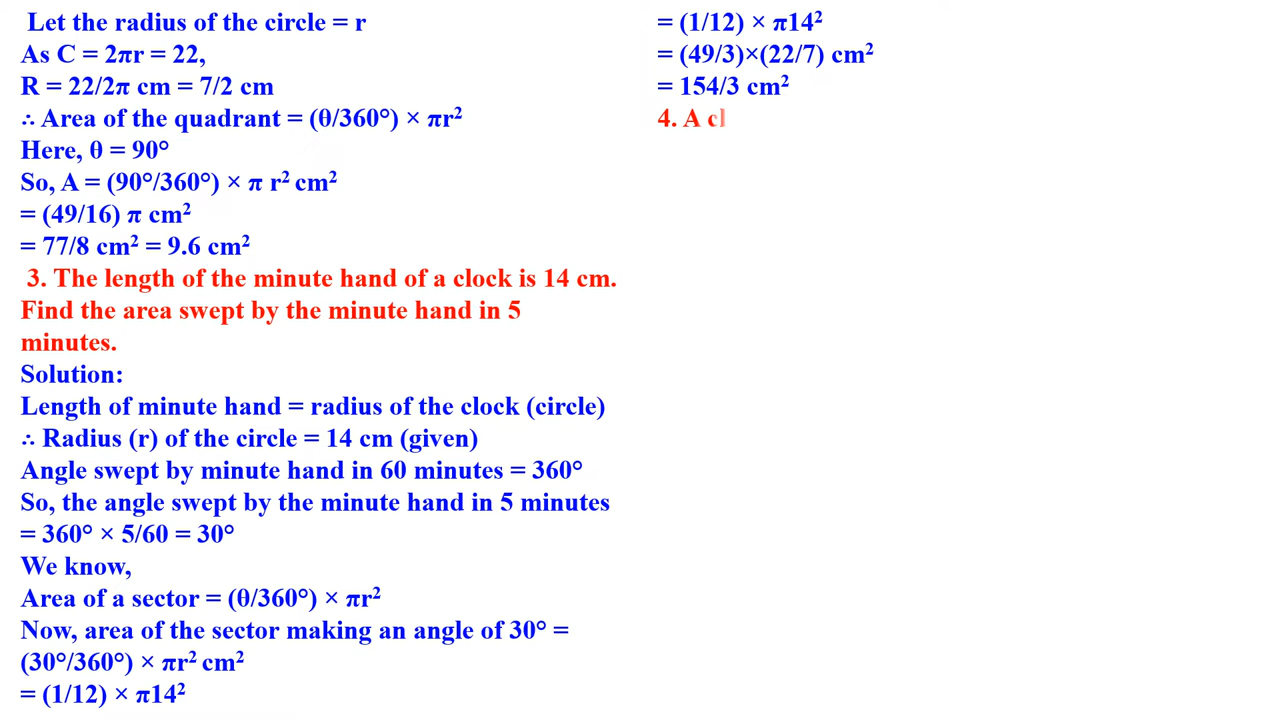 Let the radius of the circle = r
As C = 2πr = 22,
R = 22/2π cm = 7/2 cm
∴ Area of the quadrant = (θ/360°) × πr²
Here, θ = 90°
So, A = (90°/360°) × π r² cm²
= (49/16) π cm²
= 77/8 cm² = 9.6 cm²
3. The length of the minute hand of a clock is 14 cm.
Find the area swept by the minute hand in 5
minutes.
Solution:
Length of minute hand = radius of the clock (circle)
∴ Radius (r) of the circle = 14 cm (given)
Angle swept by minute hand in 60 minutes = 360°
So, the angle swept by the minute hand in 5 minutes
= 360° × 5/60 = 30°
We know,
Area of a sector = (θ/360°) × πr²
Now, area of the sector making an angle of 30° =
(30°/360°) × πr² cm²
= (1/12) × π14²
= (1/12) × π14²
= (49/3)×(22/7) cm²
= 154/3 cm²
4. A cl